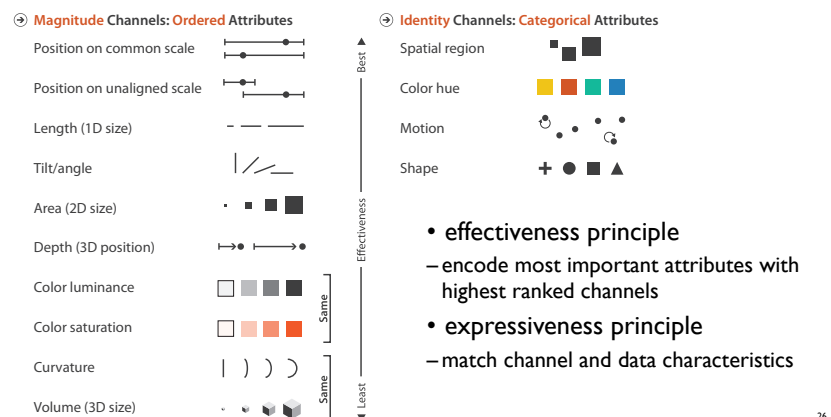 Magnitude Channels: Ordered Attributes
Position on common scale
Position on unaligned scale
Length (1D size)
Tilt/angle
Area (2D size)
Depth (3D position)
Color luminance
Color saturation
Curvature
Volume (3D size)
Same
Same
Best
Effectiveness
Least
Identity Channels: Categorical Attributes
Spatial region
Color hue
Motion
Shape
• effectiveness principle
– encode most important attributes with
highest ranked channels
• expressiveness principle
– match channel and data characteristics
26